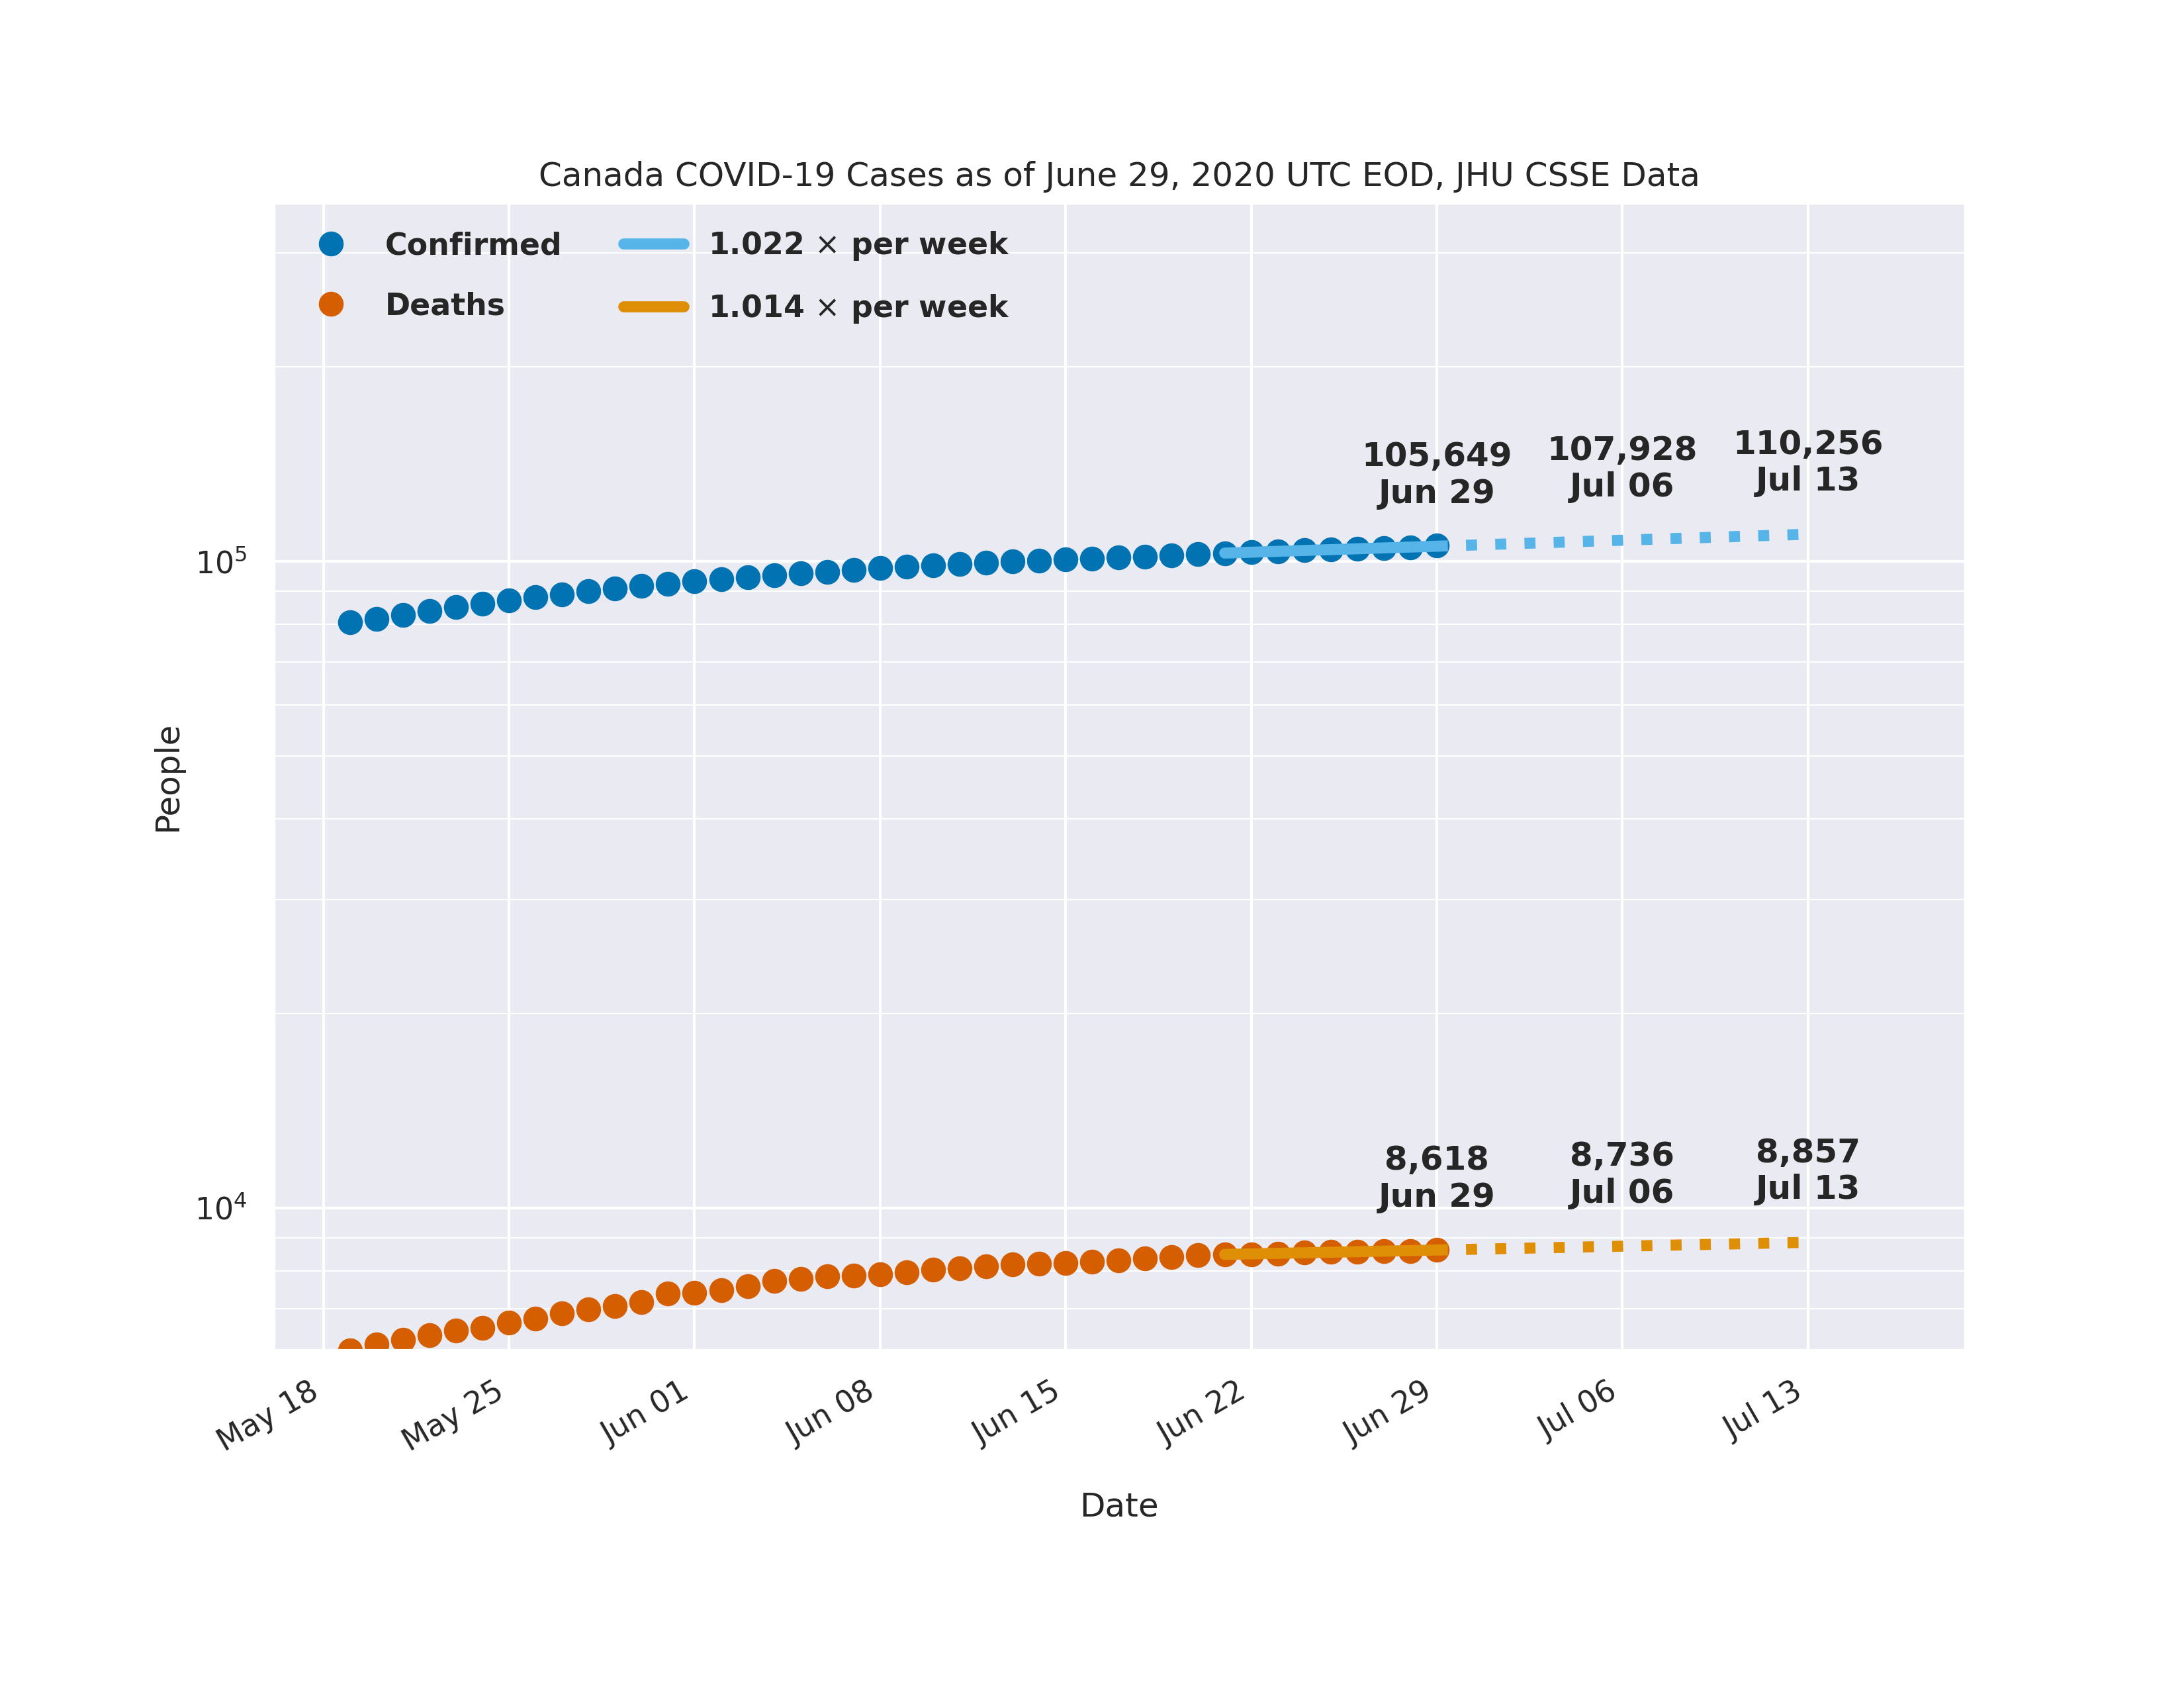 Canada COVID-19 Cases as of June 29, 2020 UTC EOD, JHU CSSE Data
Confirmed
Deaths
1.022 × per week
1.014 × per week
105,649
Jun 29
107,928
Jul 06
110,256
Jul 13
10⁵
People
8,618
Jun 29
8,736
Jul 06
8,857
Jul 13
10⁴
May 18
May 25
Jun 01
Jun 08
Jun 15
Jun 22
Jun 29
Jul 06
Jul 13
Date